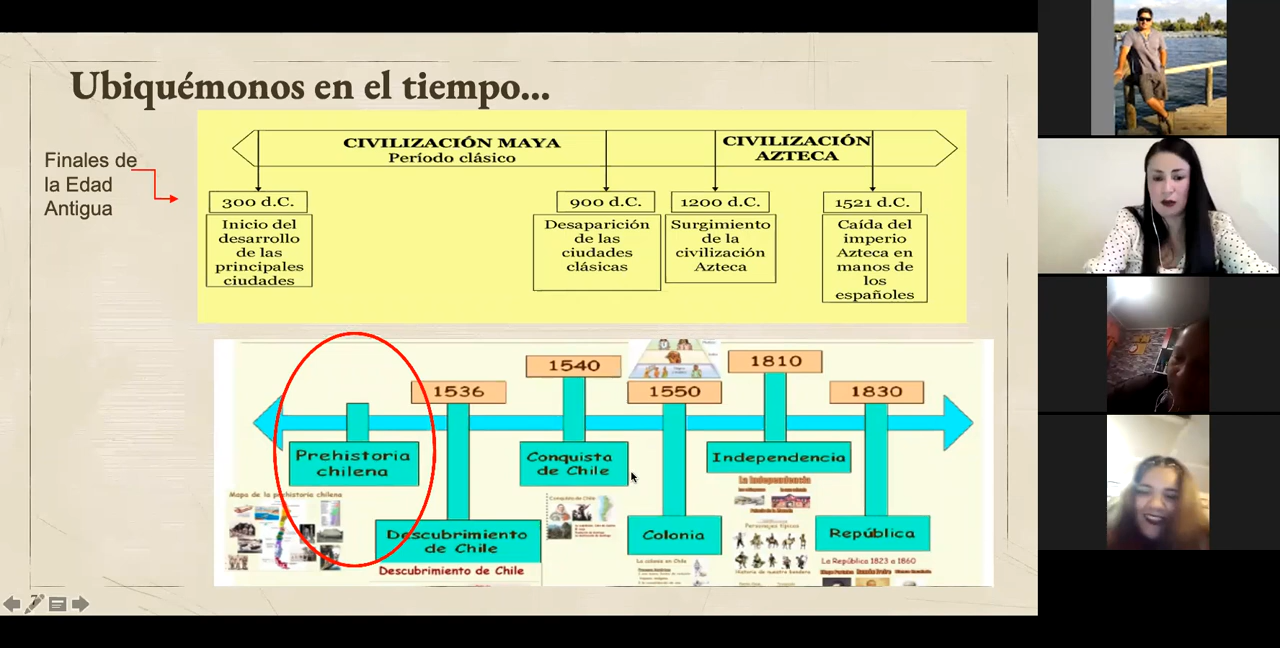 Ubiquémonos en el tiempo...
Finales de
la Edad
Antigua
CIVILIZACIÓN MAYA
Período clásico
CIVILIZACIÓN
AZTECA
300 d.C.
Inicio del
desarrollo
de las
principales
ciudades
900 d.C.
Desaparición
de las
ciudades
clásicas
1200 d.C.
Surgimiento
de la
civilización
Azteca
1521 d.C.
Caída del
imperio
Azteca en
manos de
los
españoles
1536
1540
1550
1810
1830
Prehistoria
chilena
Conquista
de Chile
Independencia
Descubrimiento
de Chile
Colonia
República
Mapa de la prehistoria chilena
Conquista de Chile
La Independencia
Personajes típicos
Historia de nuestra bandera
Descubrimiento de Chile
La colonia en Chile
La República 1823 a 1860